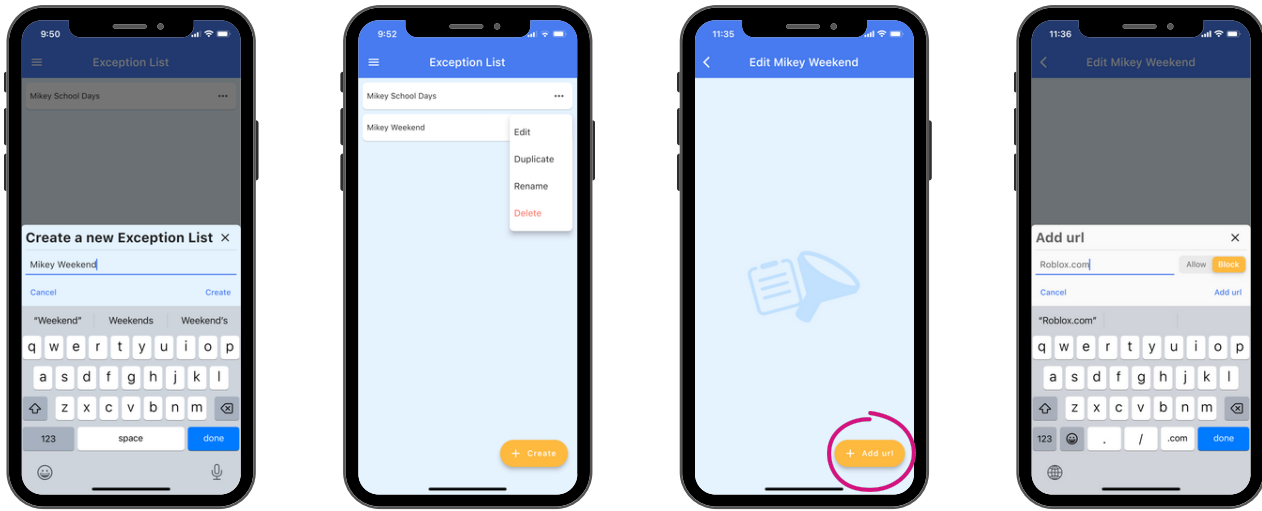 9:50
Exception List
Mikey School Days
Create a new Exception List ×
Mikey Weekend
Cancel Create
"Weekend" Weekends Weekend's
q w e r t y u i o p
a s d f g h j k l
z x c v b n m
123 space done
9:52
Exception List
Mikey School Days
Mikey Weekend
Edit
Duplicate
Rename
Delete
+ Create
11:35
Edit Mikey Weekend
+ Add url
11:36
Edit Mikey Weekend
Add url ×
Roblox.com Allow Block
Cancel Add url
"Roblox.com"
q w e r t y u i o p
a s d f g h j k l
z x c v b n m
123 . / .com done